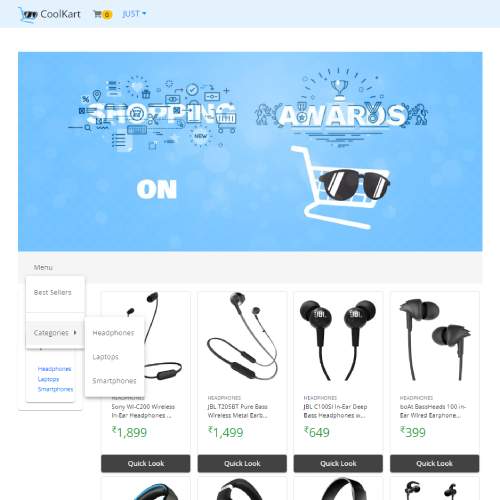 CoolKart
0
JUST
SHOPPING
AWARDS
ON
Menu
Best Sellers
Categories
Headphones
Laptops
Smartphones
Headphones
Laptops
Smartphones
HEADPHONES
Sony WI-C200 Wireless
In-Ear Headphones ...
₹1,899
Quick Look
HEADPHONES
JBL T205BT Pure Bass
Wireless Metal Earb...
₹1,499
Quick Look
JBL
HEADPHONES
JBL C100SI In-Ear Deep
Bass Headphones w...
₹649
Quick Look
HEADPHONES
boAt BassHeads 100 in-
Ear Wired Earphone...
₹399
Quick Look